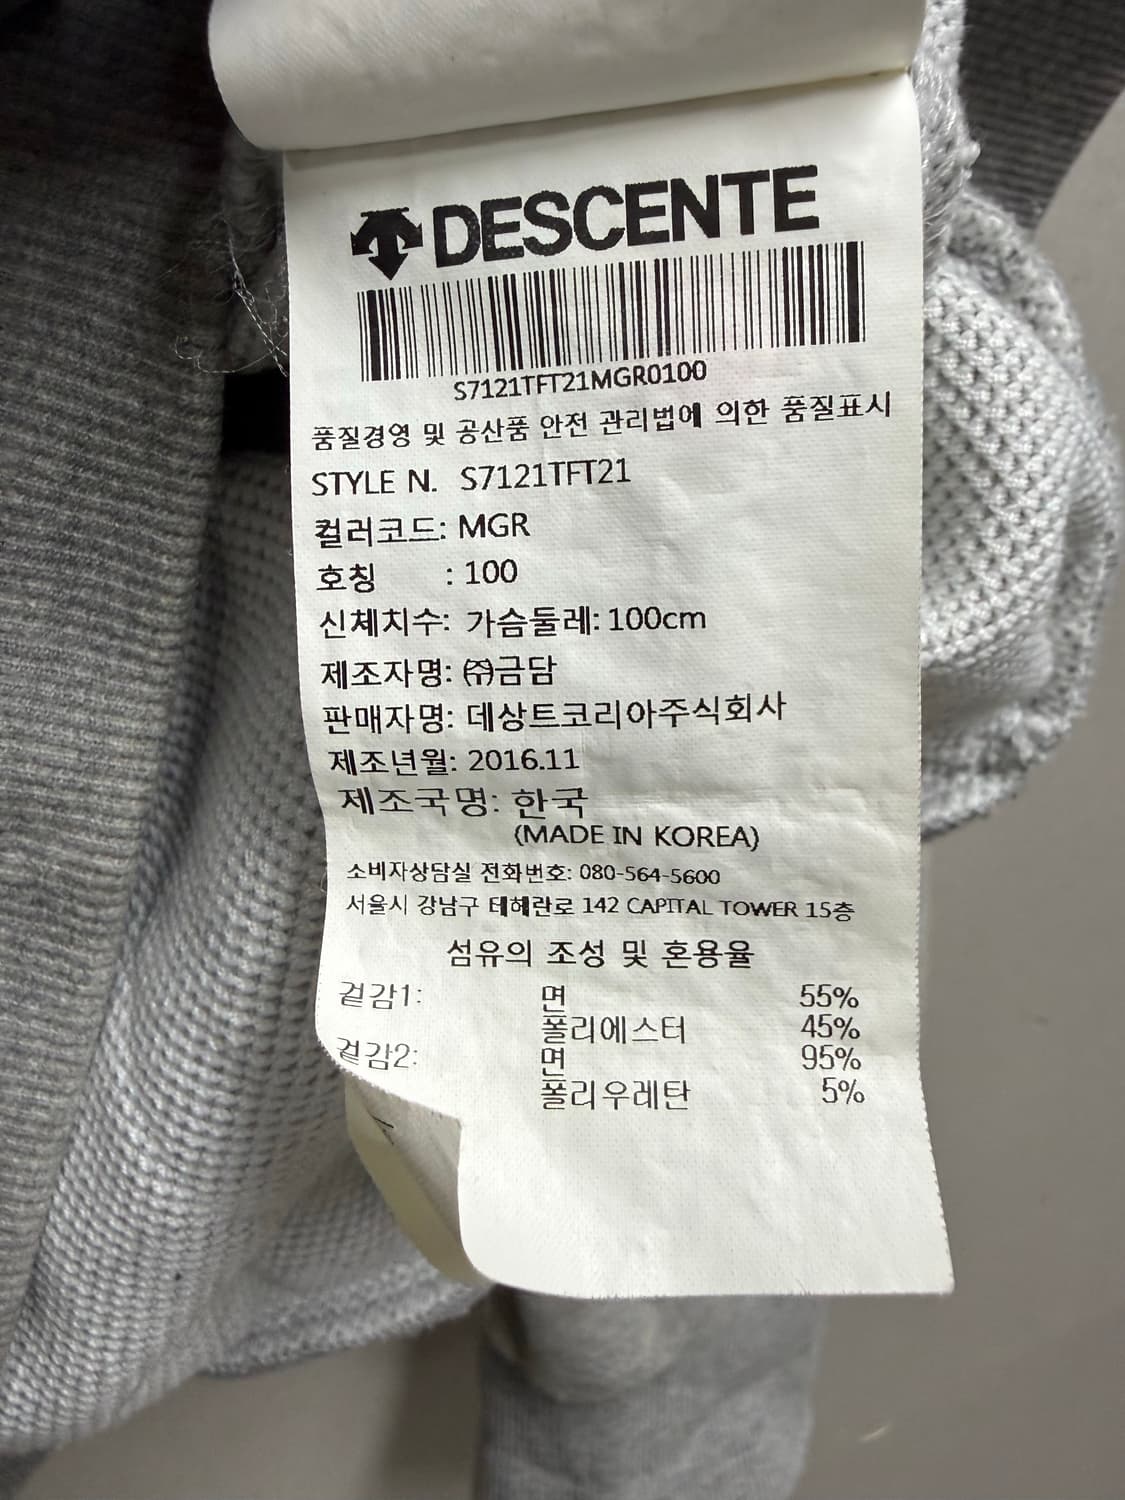 DESCENTE
S7121TFT21MGR0100
품질경영 및 공산품 안전 관리법에 의한 품질표시
STYLE N. S7121TFT21
컬러코드: MGR
호칭 : 100
신체치수: 가슴둘레: 100cm
제조자명: ㈜금담
판매자명: 데상트코리아주식회사
제조년월: 2016.11
제조국명: 한국
(MADE IN KOREA)
소비자상담실 전화번호: 080-564-5600
서울시 강남구 테헤란로 142 CAPITAL TOWER 15층
섬유의 조성 및 혼용율
겉감1: 면 55%
폴리에스터 45%
겉감2: 면 95%
폴리우레탄 5%